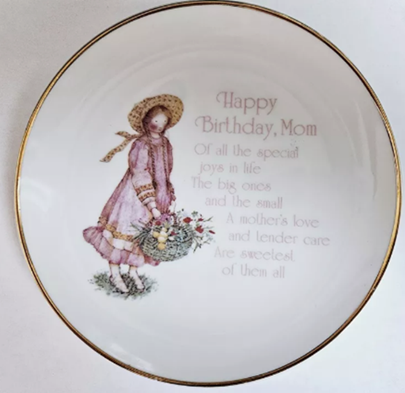 Happy
Birthday, Mom
Of all the special
joys in life
The big ones
and the small
A mother's love
and tender care
Are sweetest
of them all